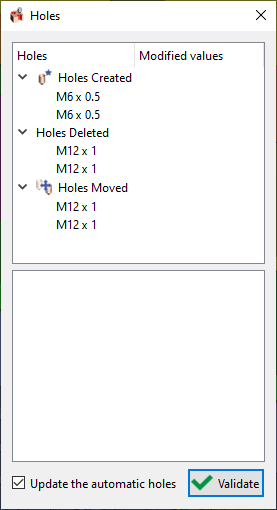 Holes
Holes Modified values
Holes Created
M6 x 0.5
M6 x 0.5
Holes Deleted
M12 x 1
M12 x 1
Holes Moved
M12 x 1
M12 x 1
Update the automatic holes Validate